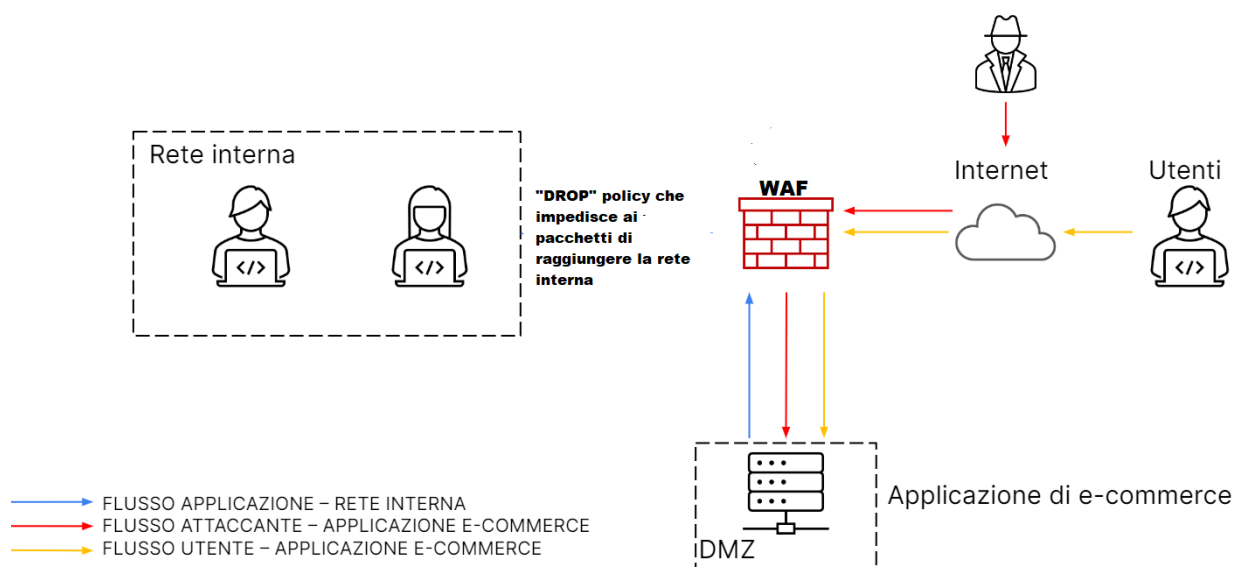 Rete interna
"DROP" policy che
impedisce ai
pacchetti di
raggiungere la rete
interna
WAF
Internet
Utenti
</>
</>
</>
Applicazione di e-commerce
DMZ
FLUSSO APPLICAZIONE – RETE INTERNA
FLUSSO ATTACCANTE – APPLICAZIONE E-COMMERCE
FLUSSO UTENTE – APPLICAZIONE E-COMMERCE